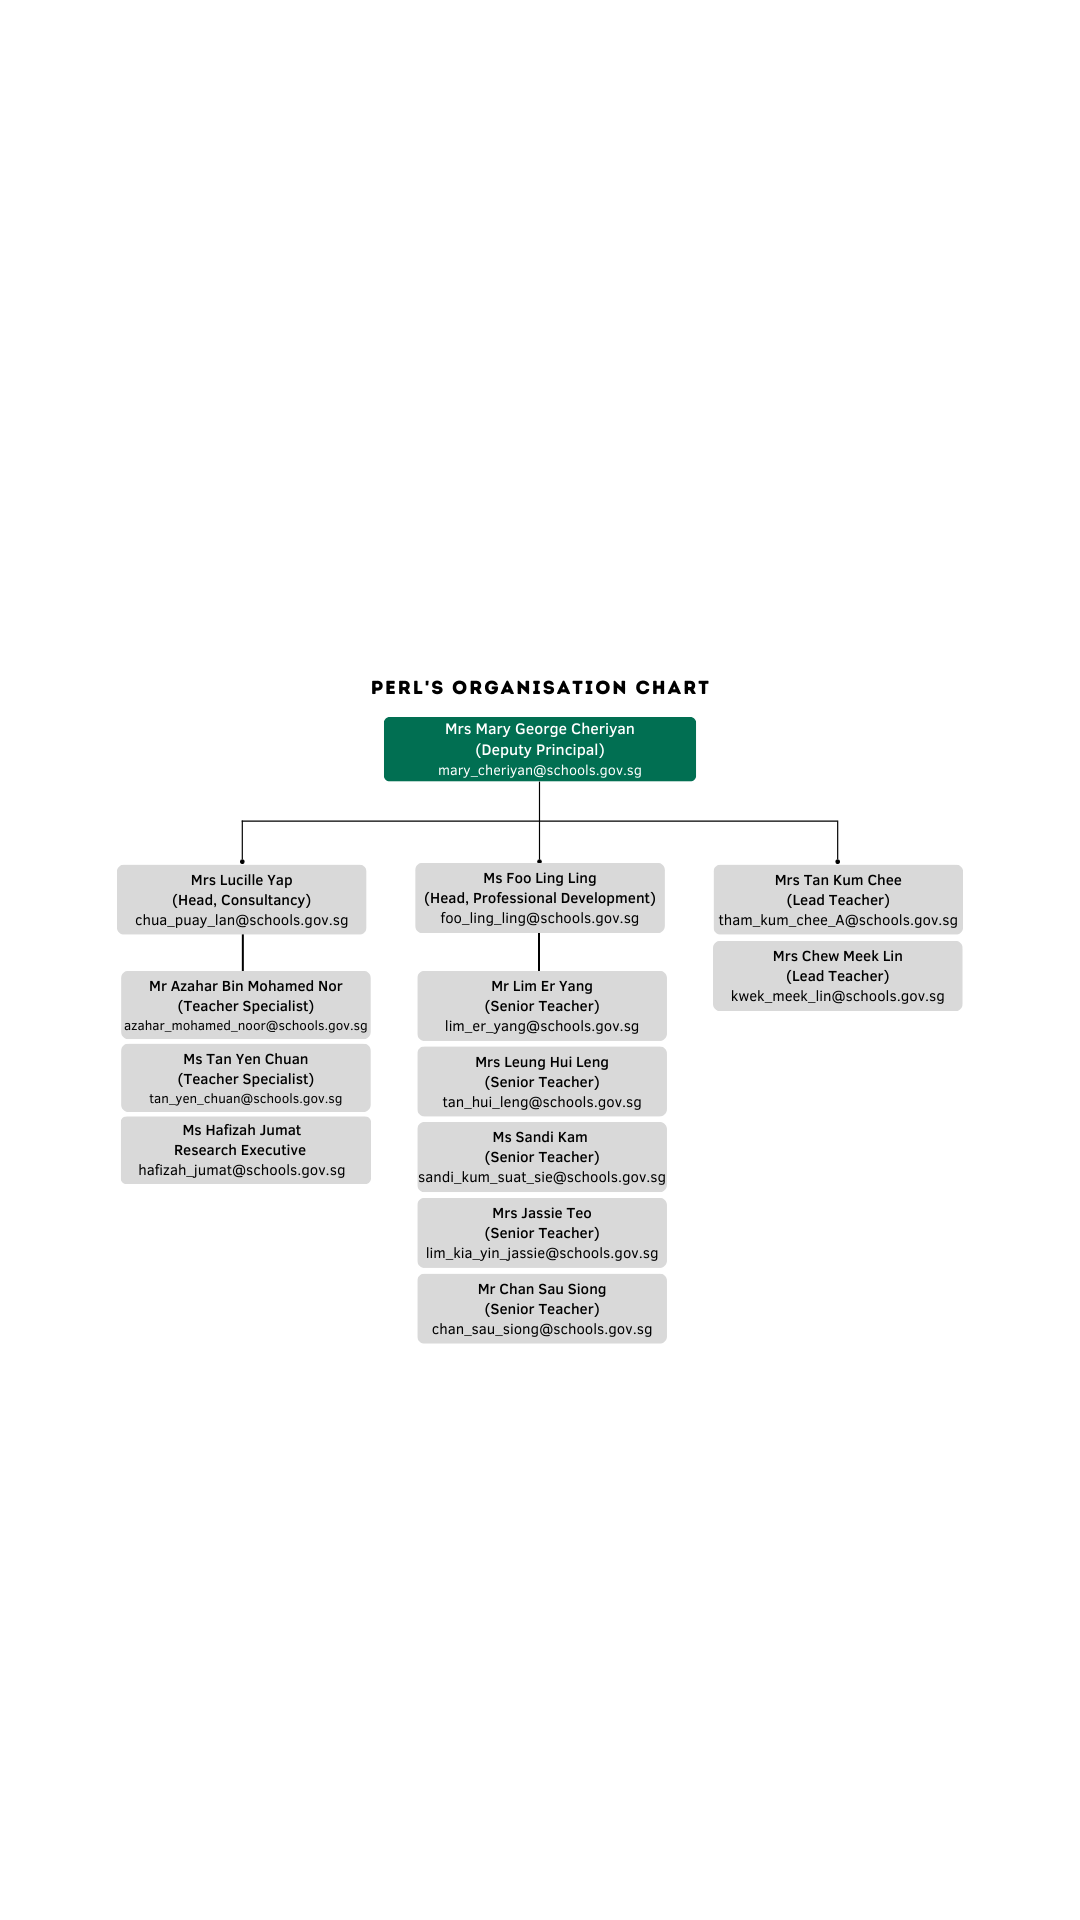 PERL'S ORGANISATION CHART
Mrs Mary George Cheriyan
(Deputy Principal)
mary_cheriyan@schools.gov.sg
Mrs Lucille Yap
(Head, Consultancy)
chua_puay_lan@schools.gov.sg
Mr Azahar Bin Mohamed Nor
(Teacher Specialist)
azahar_mohamed_noor@schools.gov.sg
Ms Tan Yen Chuan
(Teacher Specialist)
tan_yen_chuan@schools.gov.sg
Ms Hafizah Jumat
Research Executive
hafizah_jumat@schools.gov.sg
Ms Foo Ling Ling
(Head, Professional Development)
foo_ling_ling@schools.gov.sg
Mr Lim Er Yang
(Senior Teacher)
lim_er_yang@schools.gov.sg
Mrs Leung Hui Leng
(Senior Teacher)
tan_hui_leng@schools.gov.sg
Ms Sandi Kam
(Senior Teacher)
sandi_kum_suat_sie@schools.gov.sg
Mrs Jassie Teo
(Senior Teacher)
lim_kia_yin_jassie@schools.gov.sg
Mr Chan Sau Siong
(Senior Teacher)
chan_sau_siong@schools.gov.sg
Mrs Tan Kum Chee
(Lead Teacher)
tham_kum_chee_A@schools.gov.sg
Mrs Chew Meek Lin
(Lead Teacher)
kwek_meek_lin@schools.gov.sg